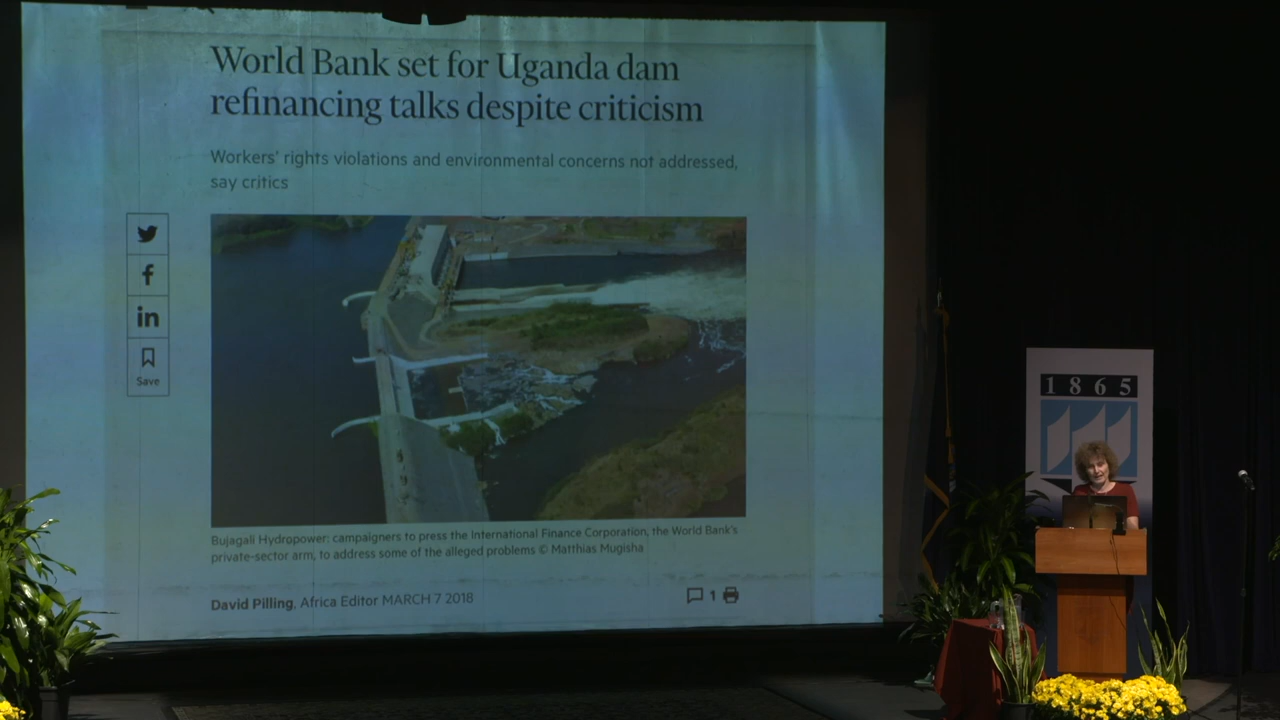 World Bank set for Uganda dam
refinancing talks despite criticism
Workers' rights violations and environmental concerns not addressed,
say critics
Save
Bujagali Hydropower: campaigners to press the International Finance Corporation, the World Bank's
private-sector arm, to address some of the alleged problems © Matthias Mugisha
David Pilling, Africa Editor MARCH 7 2018
1
1865